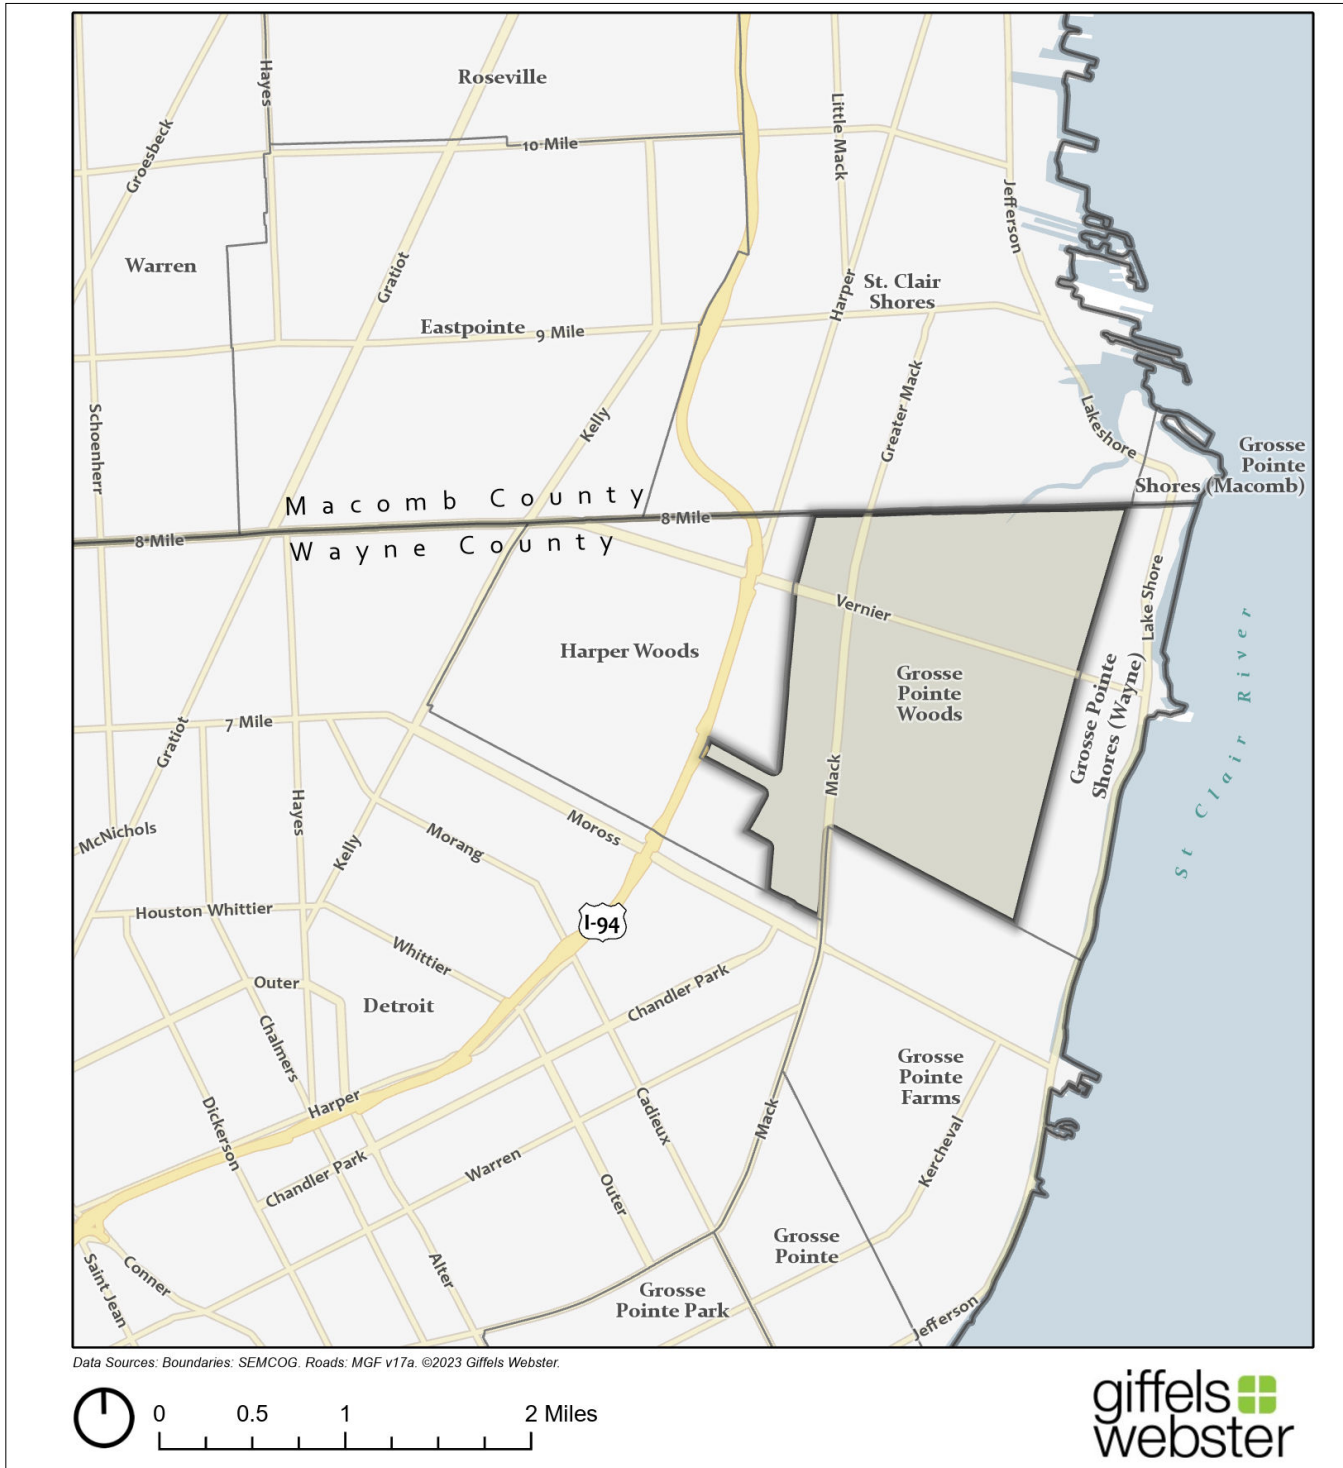 Roseville
Hayes
Groesbeck
Little Mack
10 Mile
Jefferson
Warren
Gratiot
Harper
St. Clair
Shores
Eastpointe
9 Mile
Schoenherr
Kelly
Greater Mack
Lakeshore
Grosse
Pointe
Shores (Macomb)
Macomb County
8 Mile
8 Mile
Wayne County
Vernier
Lake Shore
Harper Woods
Grosse
Pointe
Woods
Grosse Pointe
Shores (Wayne)
St Clair River
7 Mile
Gratiot
Mack
Hayes
McNichols
Kelly
Morang
Moross
Houston Whittier
I-94
Whittier
Outer
Detroit
Chandler Park
Chalmers
Grosse
Pointe
Farms
Harper
Dickerson
Cadieux
Mack
Kercheval
Chandler Park
Warren
Outer
Grosse
Pointe
Saint Jean
Conner
Alter
Grosse
Pointe Park
Jefferson
Data Sources: Boundaries: SEMCOG. Roads: MGF v17a. ©2023 Giffels Webster.
0 0.5 1 2 Miles
giffels
webster